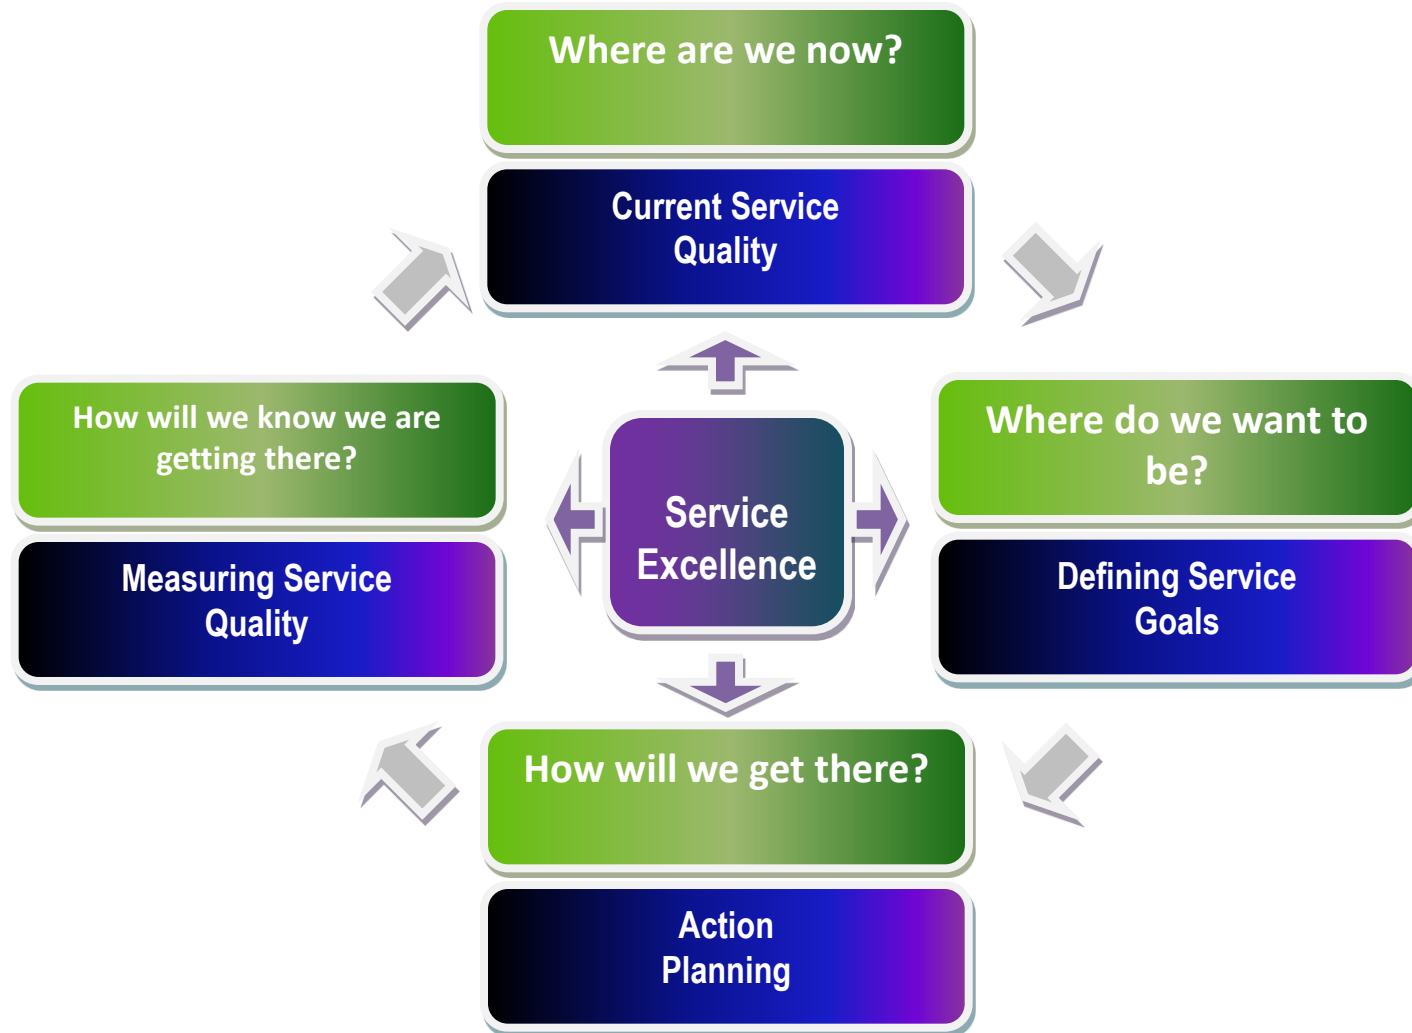 Where are we now?
Current Service
Quality
How will we know we are
getting there?
Measuring Service
Quality
Service
Excellence
Where do we want to
be?
Defining Service
Goals
How will we get there?
Action
Planning